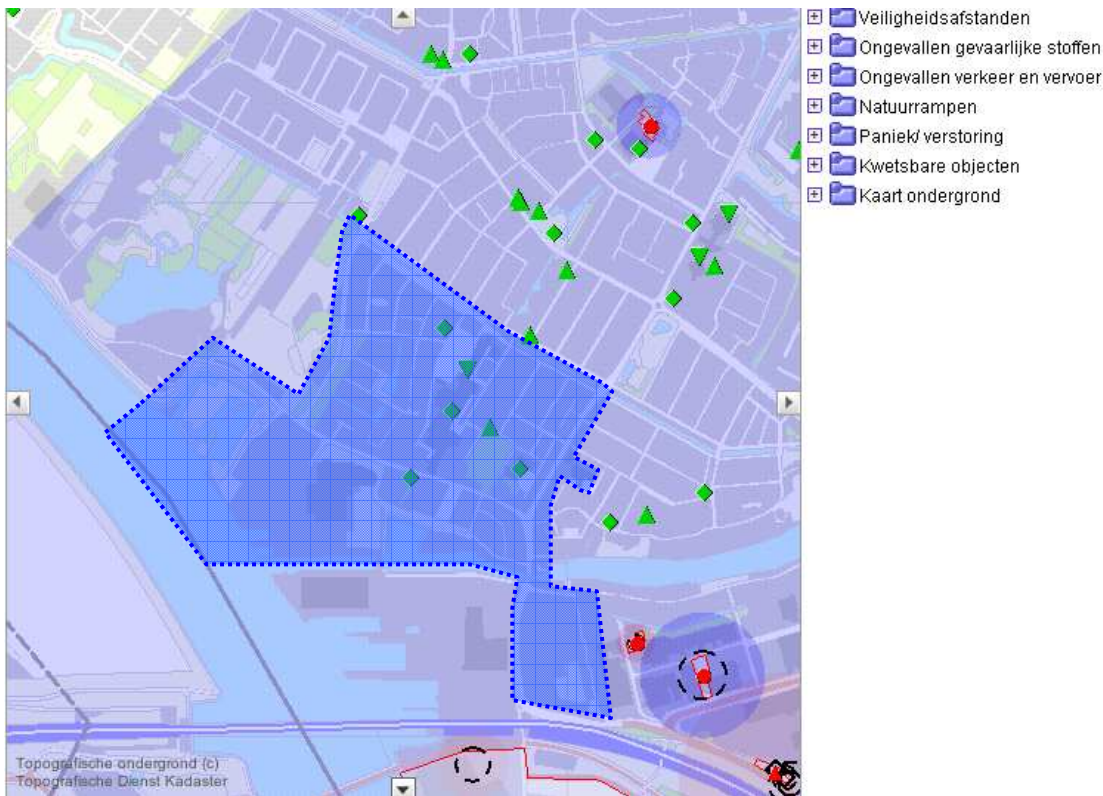 Veiligheidsafstanden
Ongevallen gevaarlijke stoffen
Ongevallen verkeer en vervoer
Natuurrampen
Paniek/ verstoring
Kwetsbare objecten
Kaart ondergrond
Topografische ondergrond (c)
Topografische Dienst Kadaster